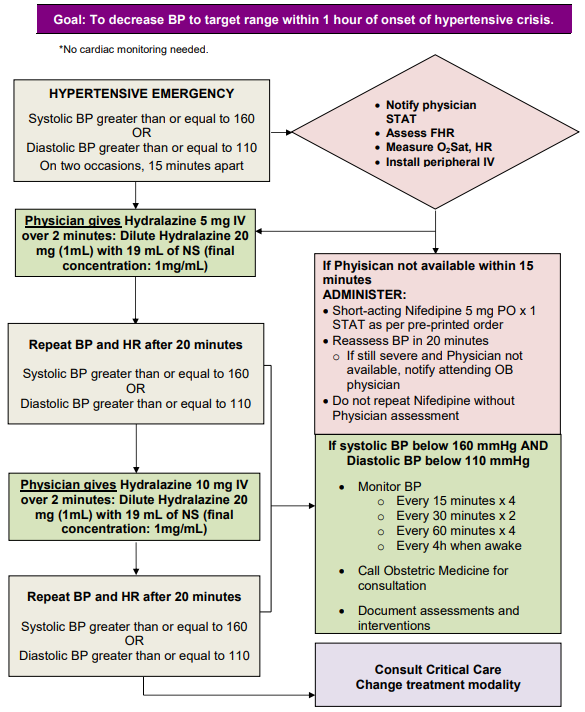 Goal: To decrease BP to target range within 1 hour of onset of hypertensive crisis.
*No cardiac monitoring needed.
HYPERTENSIVE EMERGENCY
Systolic BP greater than or equal to 160
OR
Diastolic BP greater than or equal to 110
On two occasions, 15 minutes apart
• Notify physician
STAT
• Assess FHR
• Measure O₂Sat, HR
• Install peripheral IV
Physician gives Hydralazine 5 mg IV
over 2 minutes: Dilute Hydralazine 20
mg (1mL) with 19 mL of NS (final
concentration: 1mg/mL)
If Phyisican not available within 15
minutes
ADMINISTER:
• Short-acting Nifedipine 5 mg PO x 1
STAT as per pre-printed order
• Reassess BP in 20 minutes
o If still severe and Physician not
available, notify attending OB
physician
• Do not repeat Nifedipine without
Physician assessment
Repeat BP and HR after 20 minutes
Systolic BP greater than or equal to 160
OR
Diastolic BP greater than or equal to 110
If systolic BP below 160 mmHg AND
Diastolic BP below 110 mmHg
• Monitor BP
o Every 15 minutes x 4
o Every 30 minutes x 2
o Every 60 minutes x 4
o Every 4h when awake
• Call Obstetric Medicine for
consultation
• Document assessments and
interventions
Physician gives Hydralazine 10 mg IV
over 2 minutes: Dilute Hydralazine 20
mg (1mL) with 19 mL of NS (final
concentration: 1mg/mL)
Repeat BP and HR after 20 minutes
Systolic BP greater than or equal to 160
OR
Diastolic BP greater than or equal to 110
Consult Critical Care
Change treatment modality